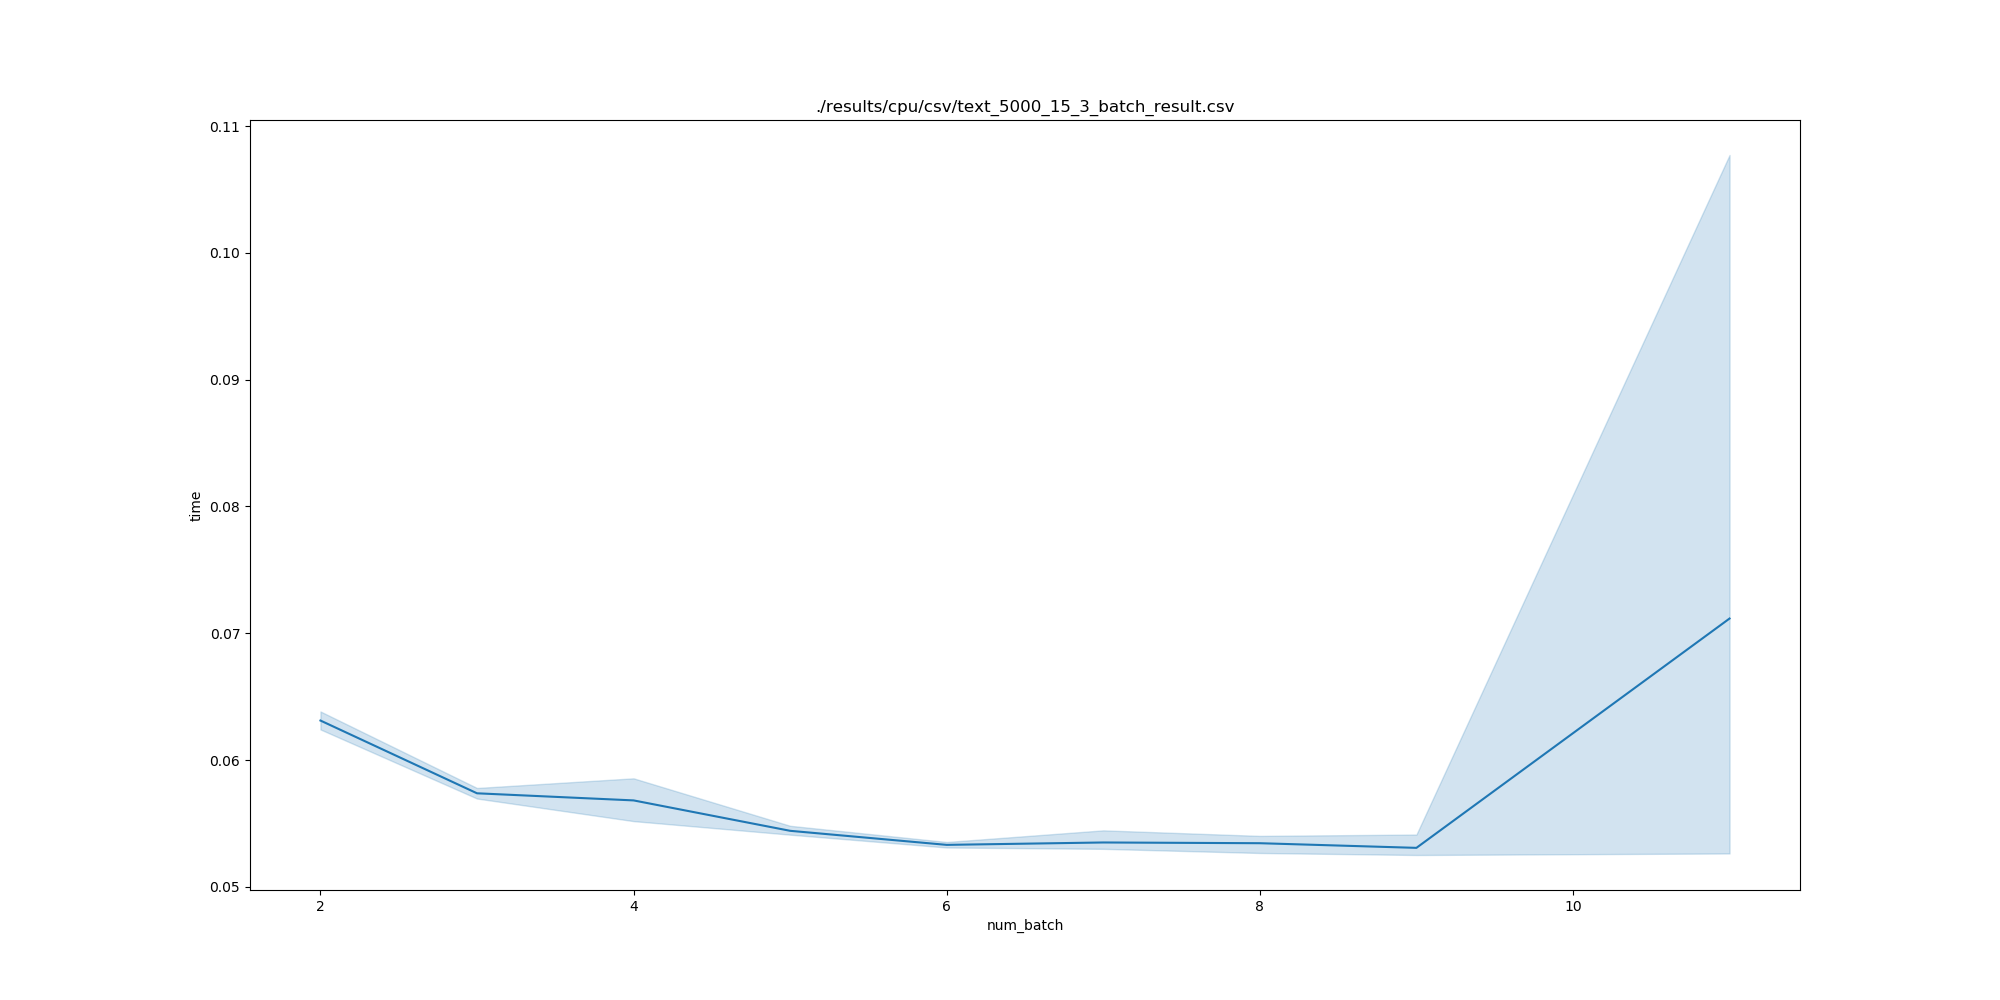 ./results/cpu/csv/text_5000_15_3_batch_result.csv
0.11
0.10
0.09
0.08
0.07
0.06
0.05
time
2 4 6 8 10
num_batch